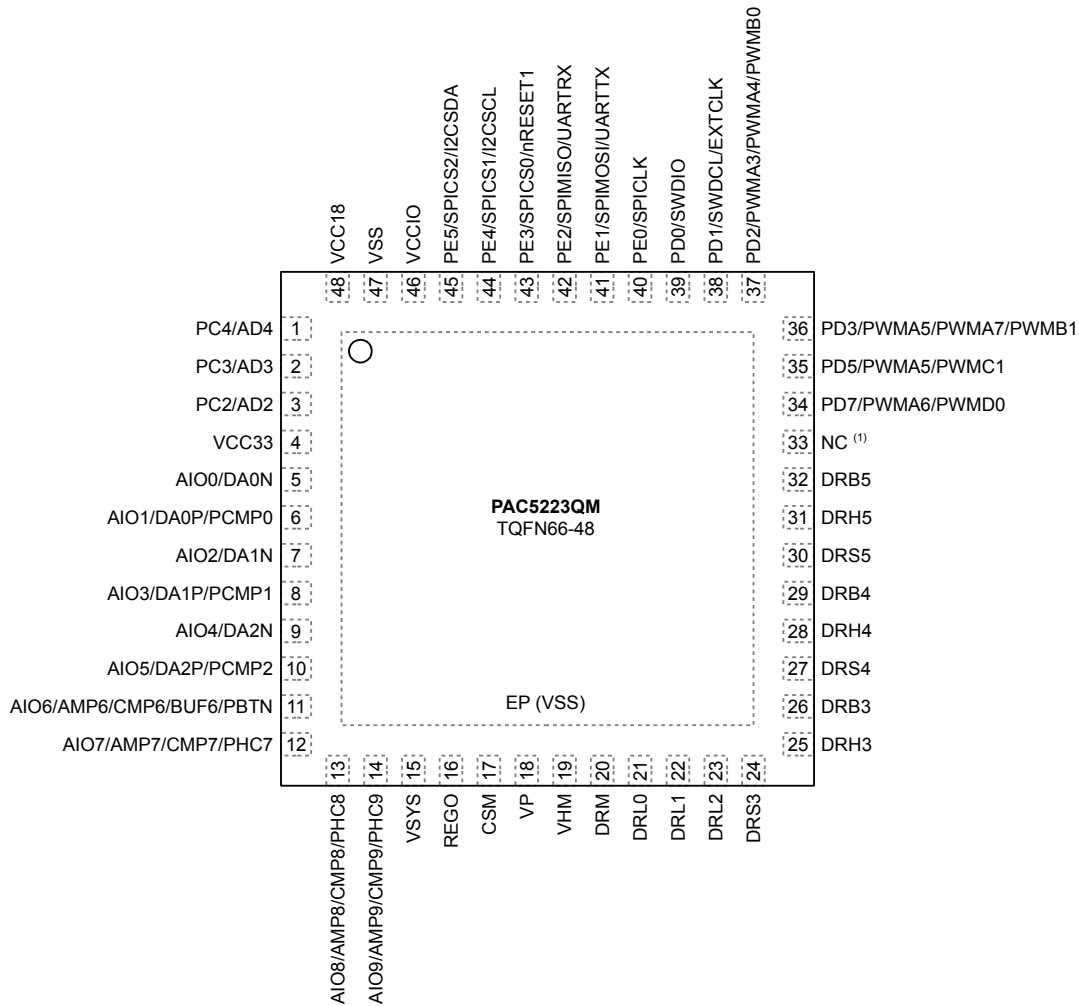 VCC18
VSS
VCCIO
PE5/SPICS2/I2CSDA
PE4/SPICS1/I2CSCL
PE3/SPICS0/nRESET1
PE2/SPIMISO/UARTRX
PE1/SPIMOSI/UARTTX
PE0/SPICLK
PD0/SWDIO
PD1/SWDCL/EXTCLK
PD2/PWMA3/PWMA4/PWMB0
48
47
46
45
44
43
42
41
40
39
38
37
PC4/AD4 1
PC3/AD3 2
PC2/AD2 3
VCC33 4
AIO0/DA0N 5
AIO1/DA0P/PCMP0 6
AIO2/DA1N 7
AIO3/DA1P/PCMP1 8
AIO4/DA2N 9
AIO5/DA2P/PCMP2 10
AIO6/AMP6/CMP6/BUF6/PBTN 11
AIO7/AMP7/CMP7/PHC7 12
PAC5223QM
TQFN66-48
EP (VSS)
36 PD3/PWMA5/PWMA7/PWMB1
35 PD5/PWMA5/PWMC1
34 PD7/PWMA6/PWMD0
33 NC (1)
32 DRB5
31 DRH5
30 DRS5
29 DRB4
28 DRH4
27 DRS4
26 DRB3
25 DRH3
13
14
15
16
17
18
19
20
21
22
23
24
AIO8/AMP8/CMP8/PHC8
AIO9/AMP9/CMP9/PHC9
VSYS
REGO
CSM
VP
VHM
DRM
DRL0
DRL1
DRL2
DRS3